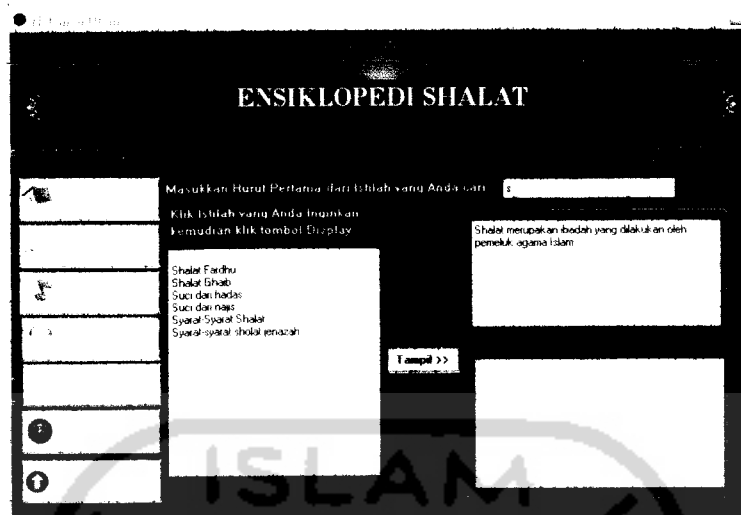 ENSIKLOPEDI SHALAT
Masukkan Huruf Pertama dari Istilah yang Anda cari
s
Klik Istilah yang Anda Inginkan
kemudian klik tombol Display
Shalat merupakan ibadah yang dilakukan oleh
pemeluk agama Islam
Shalat Fardhu
Shalat Ghaib
Suci dari hadas
Suci dari najis
Syarat-Syarat Shalat
Syarat-syarat sholat jenazah
Tampil >>
ISLAM